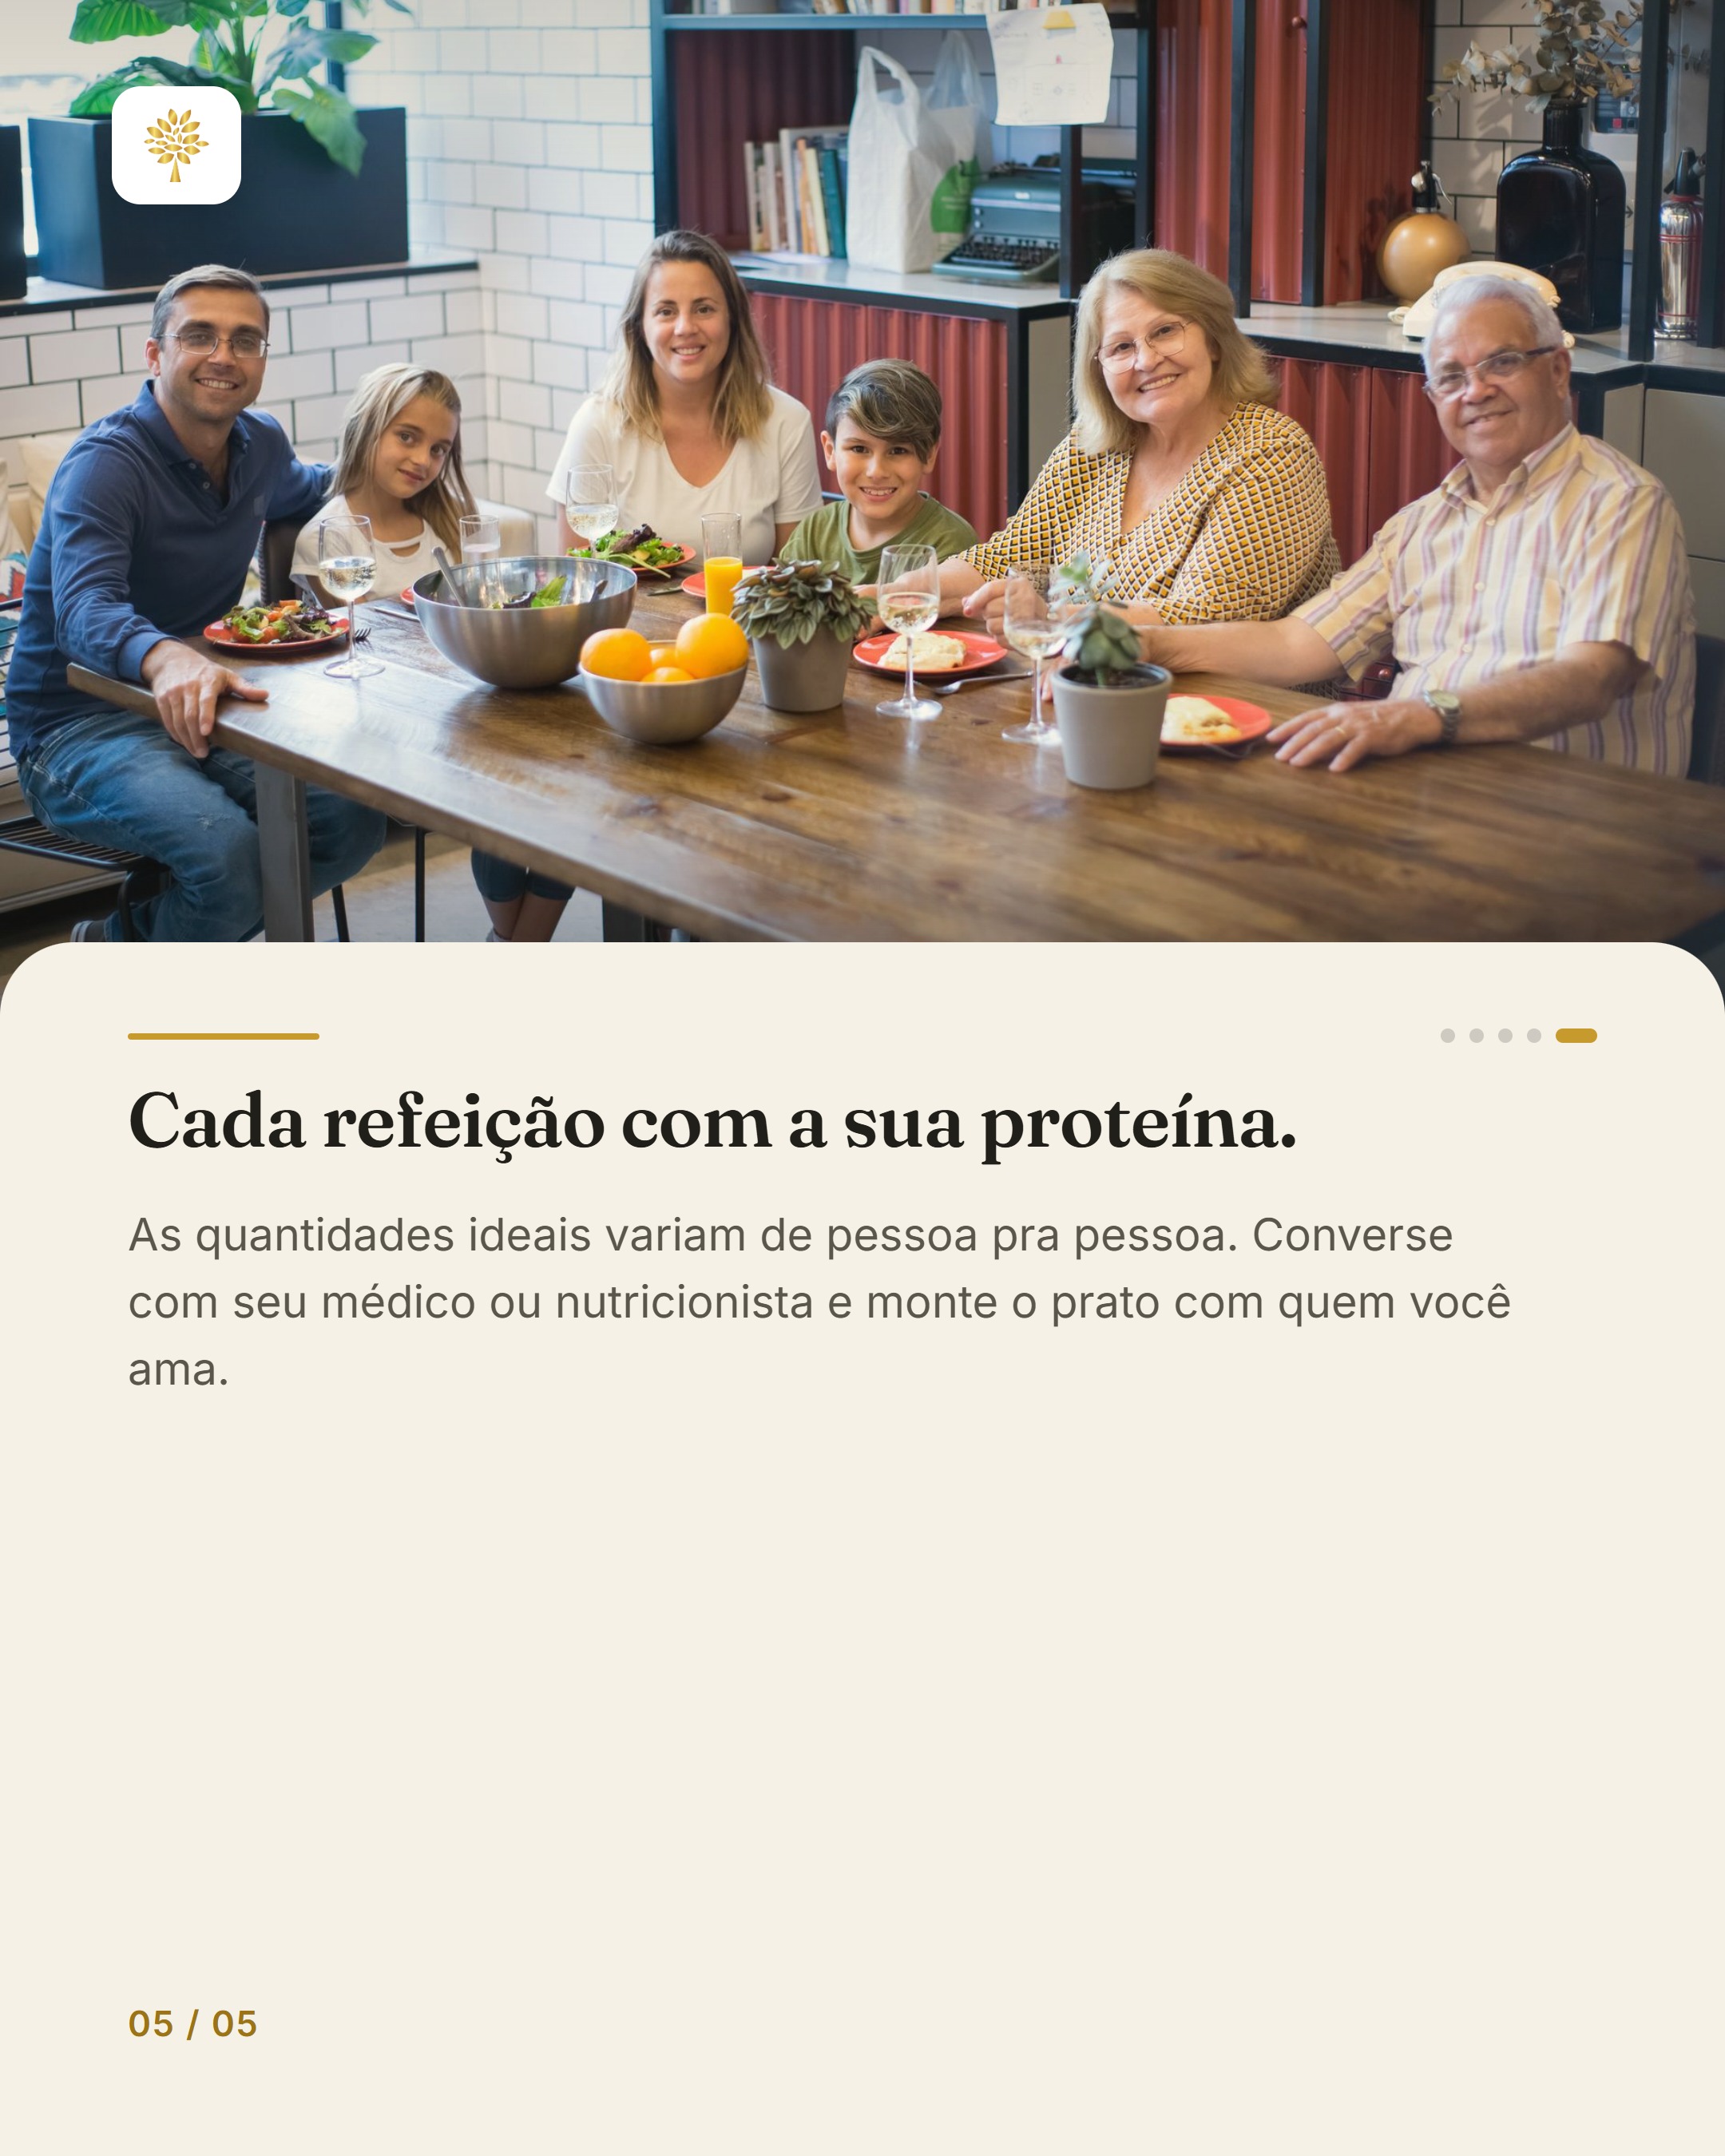 Cada refeição com a sua proteína.
As quantidades ideais variam de pessoa pra pessoa. Converse
com seu médico ou nutricionista e monte o prato com quem você
ama.
05 / 05